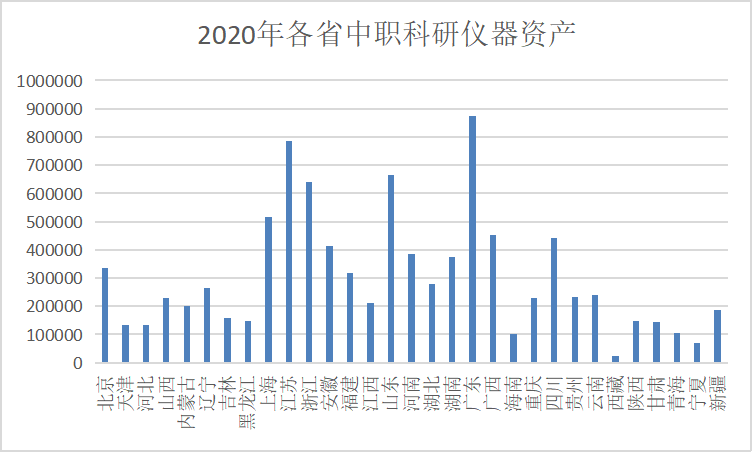 2020年各省中职科研仪器资产
1000000
900000
800000
700000
600000
500000
400000
300000
200000
100000
0
北京
天津
河北
山西
内蒙古
辽宁
吉林
黑龙江
上海
江苏
浙江
安徽
福建
江西
山东
河南
湖北
湖南
广东
广西
海南
重庆
四川
贵州
云南
西藏
陕西
甘肃
青海
宁夏
新疆